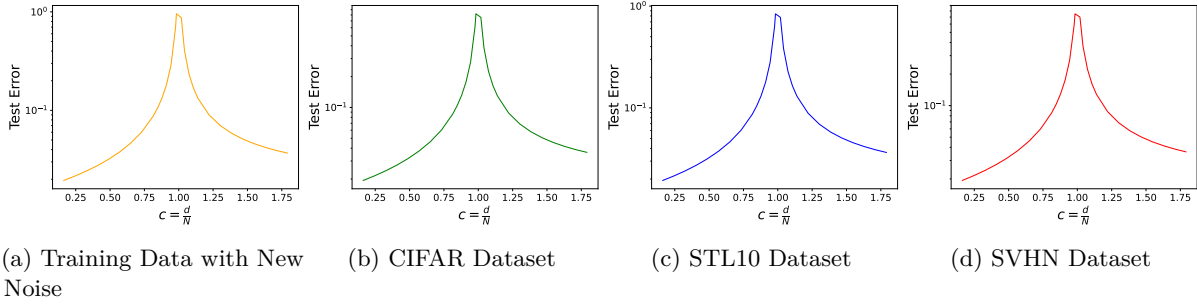 10⁰
10⁻¹
Test Error
0.25 0.50 0.75 1.00 1.25 1.50 1.75
c = d/N
10⁻¹
Test Error
0.25 0.50 0.75 1.00 1.25 1.50 1.75
c = d/N
10⁰
10⁻¹
Test Error
0.25 0.50 0.75 1.00 1.25 1.50 1.75
c = d/N
10⁻¹
Test Error
0.25 0.50 0.75 1.00 1.25 1.50 1.75
c = d/N
(a) Training Data with New
Noise
(b) CIFAR Dataset
(c) STL10 Dataset
(d) SVHN Dataset